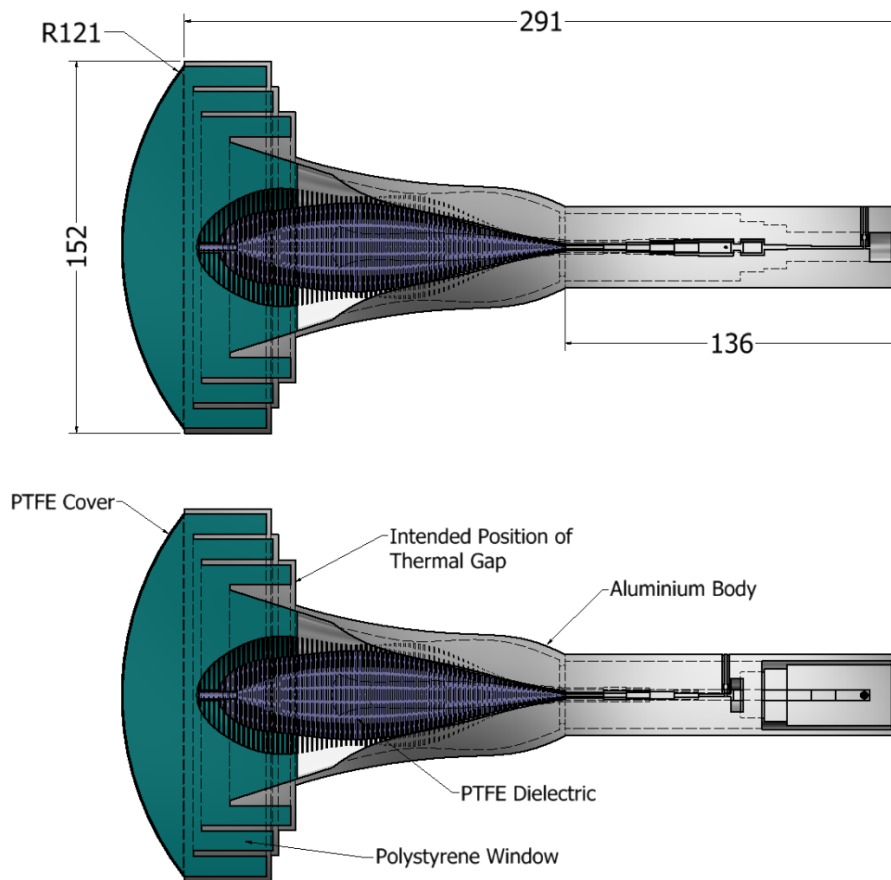 291
R121
152
136
PTFE Cover
Intended Position of
Thermal Gap
Aluminium Body
PTFE Dielectric
Polystyrene Window